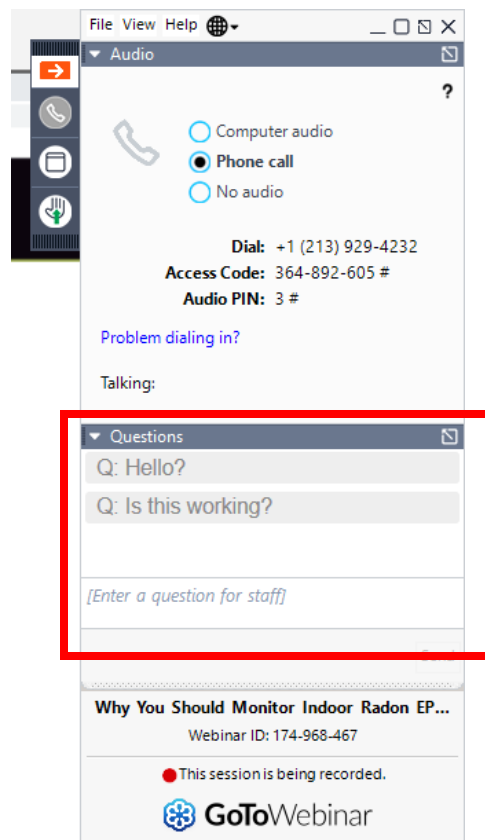 File View Help
Audio
?
Computer audio
Phone call
No audio
Dial: +1 (213) 929-4232
Access Code: 364-892-605 #
Audio PIN: 3 #
Problem dialing in?
Talking:
Questions
Q: Hello?
Q: Is this working?
[Enter a question for staff]
Why You Should Monitor Indoor Radon EP...
Webinar ID: 174-968-467
This session is being recorded.
GoToWebinar